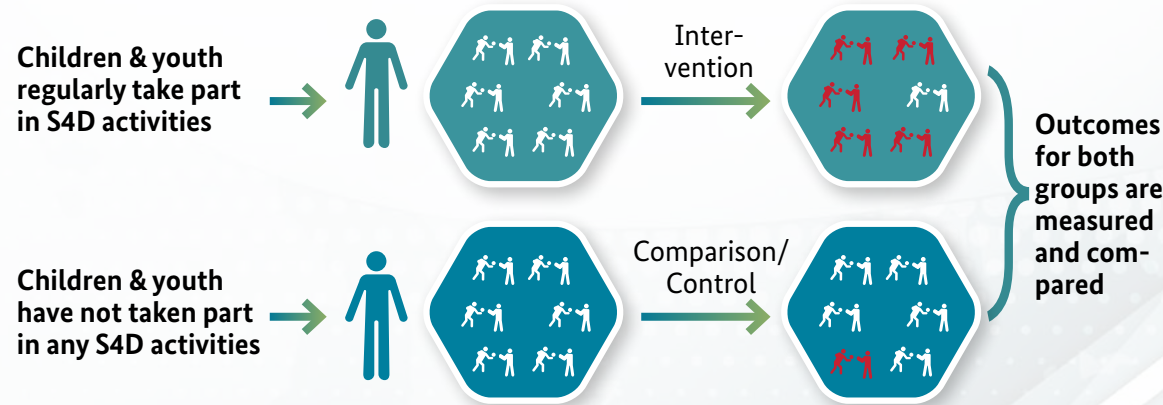 Children & youth
regularly take part
in S4D activities
Inter-
vention
Children & youth
have not taken part
in any S4D activities
Comparison/
Control
Outcomes
for both
groups are
measured
and com-
pared